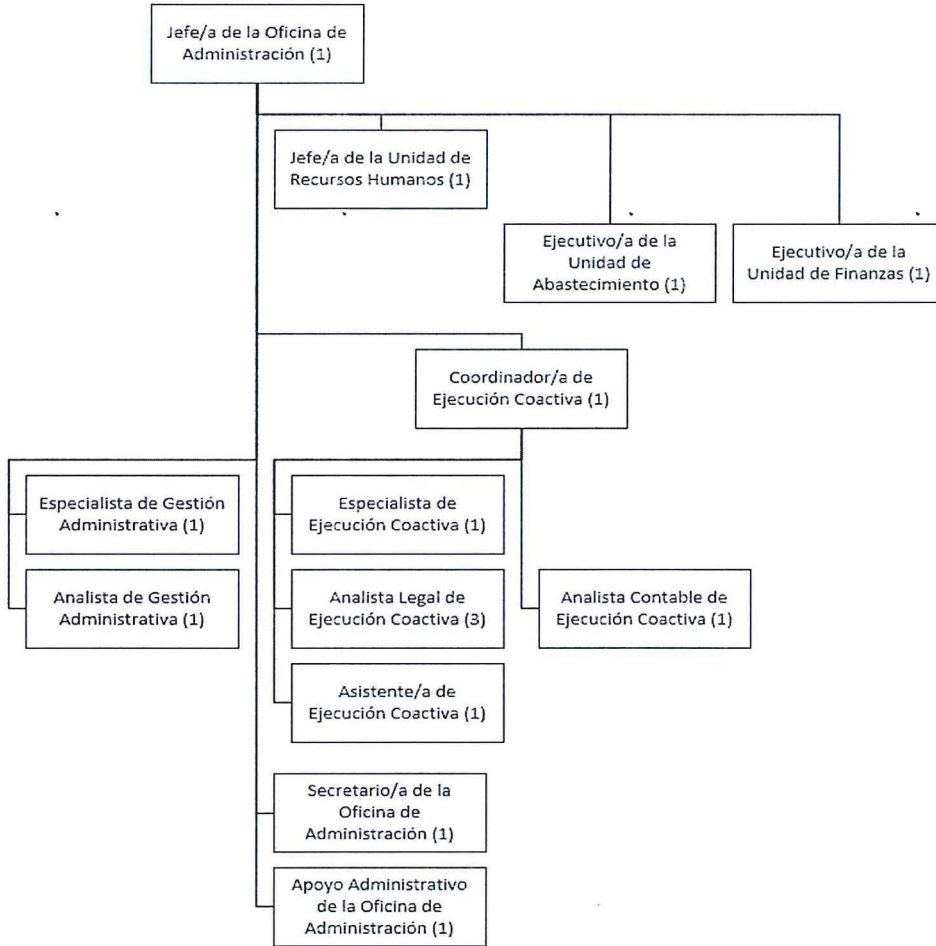 Jefe/a de la Oficina de
Administración (1)
Jefe/a de la Unidad de
Recursos Humanos (1)
Ejecutivo/a de la
Unidad de
Abastecimiento (1)
Ejecutivo/a de la
Unidad de Finanzas (1)
Coordinador/a de
Ejecución Coactiva (1)
Especialista de Gestión
Administrativa (1)
Especialista de
Ejecución Coactiva (1)
Analista de Gestión
Administrativa (1)
Analista Legal de
Ejecución Coactiva (3)
Analista Contable de
Ejecución Coactiva (1)
Asistente/a de
Ejecución Coactiva (1)
Secretario/a de la
Oficina de
Administración (1)
Apoyo Administrativo
de la Oficina de
Administración (1)